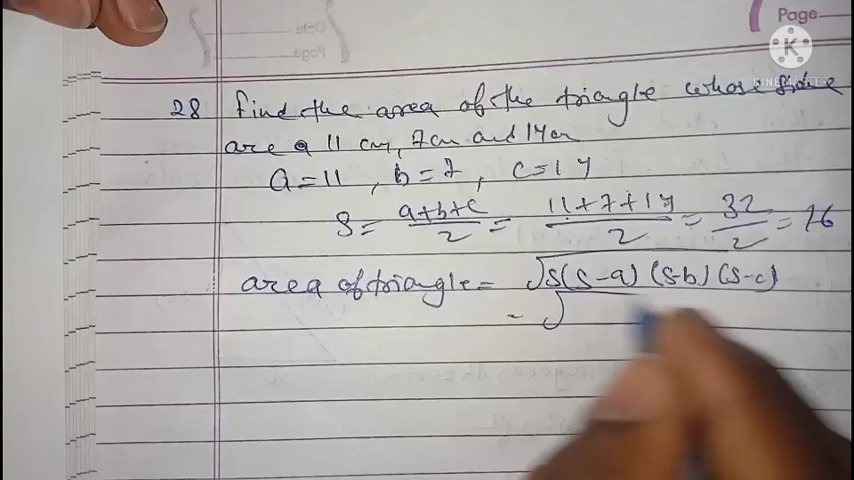 Page
K
KINEMASTER
28 find the area of the triangle whose side
are a 11 cm, 7cm and 14cm
a=11 , b=7, c=14
S= a+b+c/2 = 11+7+14/2 = 32/2 = 16
area of triangle = √S(S-a)(S-b)(S-c)
= √